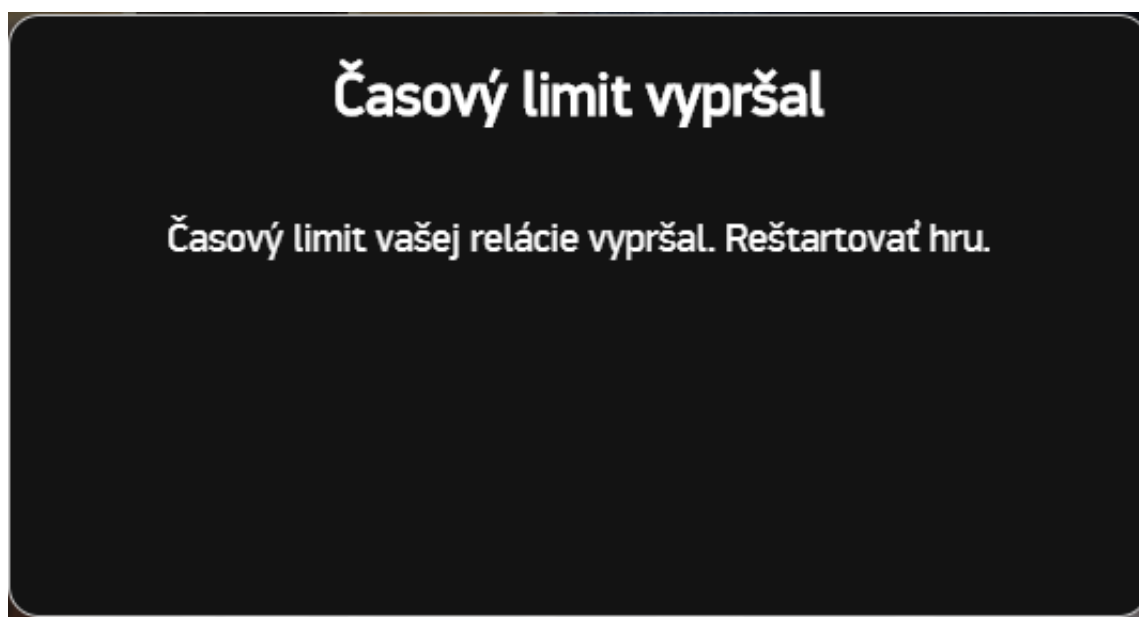 Časový limit vypršal
Časový limit vašej relácie vypršal. Reštartovať hru.